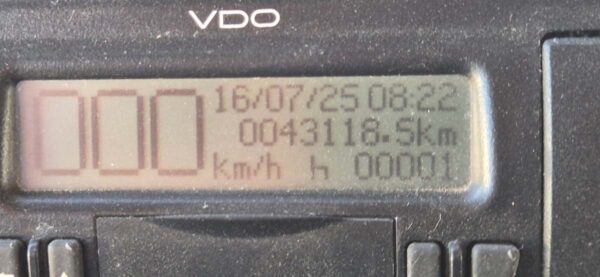 VDO
000
16/07/25 08:22
0043118.5km
km/h h 00001